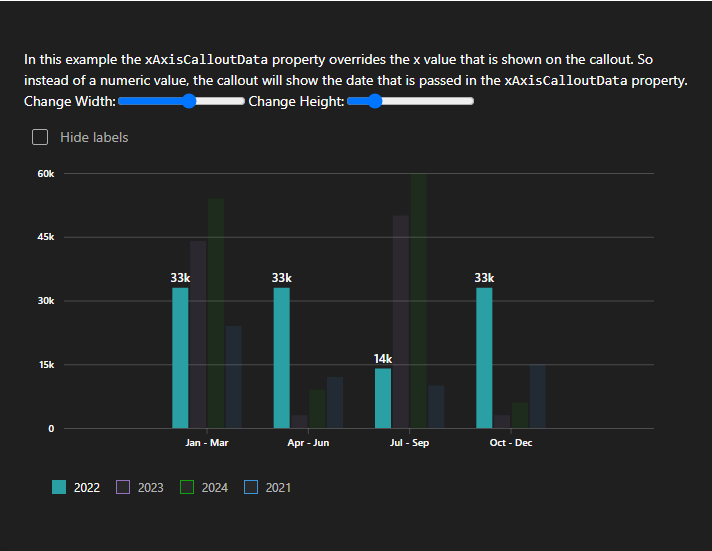 In this example the xAxisCalloutData property overrides the x value that is shown on the callout. So
instead of a numeric value, the callout will show the date that is passed in the xAxisCalloutData property.
Change Width: Change Height:
Hide labels
60k
45k
30k
15k
0
33k
33k
14k
33k
Jan - Mar
Apr - Jun
Jul - Sep
Oct - Dec
2022 2023 2024 2021